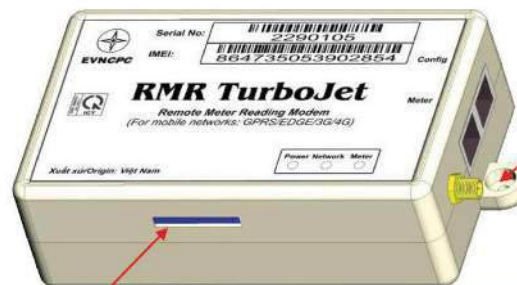 Serial No:
2290105
IMEI:
864735053902854
EVNCPC
Config
RMR TurboJet
Meter
Remote Meter Reading Modem
(For mobile networks: GPRS/EDGE/3G/4G)
Power Network Meter
Xuất xứ/Origin: Việt Nam